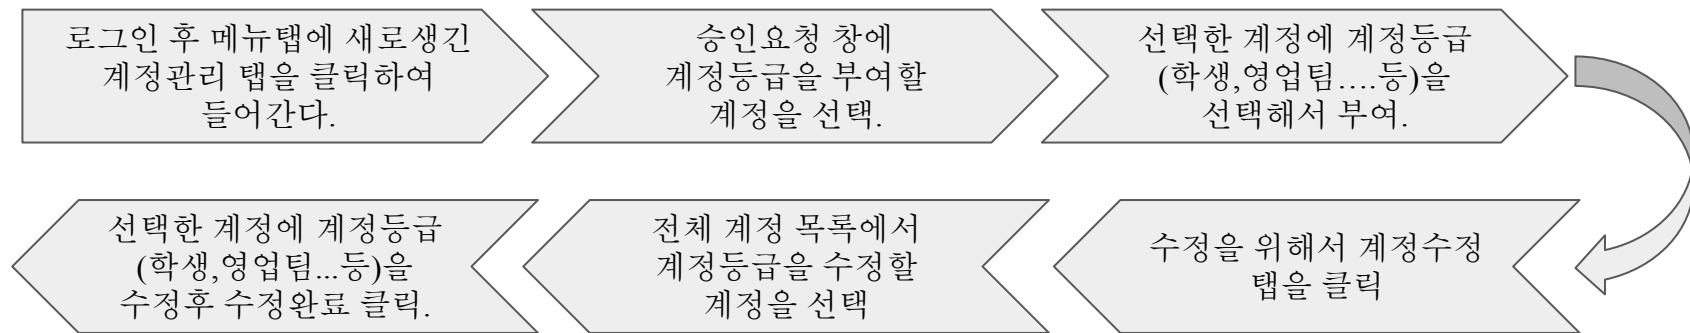 로그인 후 메뉴탭에 새로생긴
계정관리 탭을 클릭하여
들어간다.
승인요청 창에
계정등급을 부여할
계정을 선택.
선택한 계정에 계정등급
(학생,영업팀....등)을
선택해서 부여.
수정을 위해서 계정수정
탭을 클릭
전체 계정 목록에서
계정등급을 수정할
계정을 선택
선택한 계정에 계정등급
(학생,영업팀...등)을
수정후 수정완료 클릭.